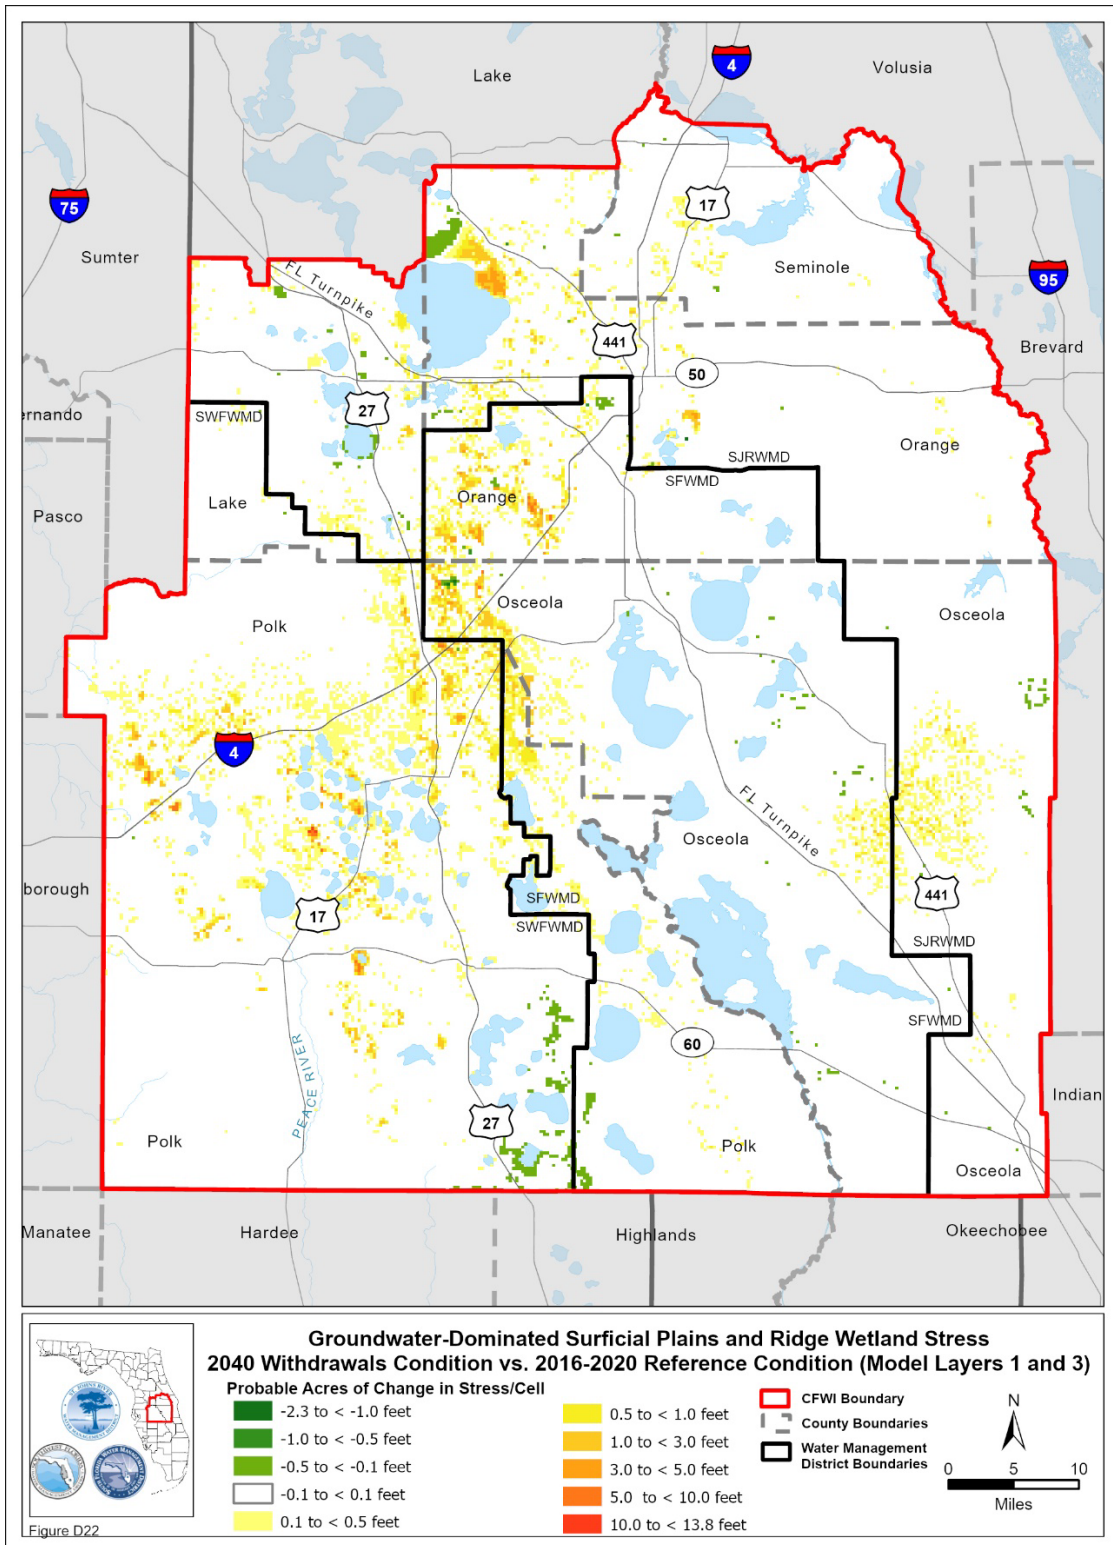 Lake
Volusia
4
75
17
Sumter
Seminole
FL Turnpike
95
441
Brevard
50
27
ernando
SWFWMD
Orange
SJRWMD
SFWMD
Lake
Orange
Pasco
Osceola
Osceola
Polk
4
FL Turnpike
Osceola
borough
441
SFWMD
17
SWFWMD
SJRWMD
SFWMD
60
PEACE RIVER
Indian
27
Polk
Polk
Osceola
Manatee
Hardee
Highlands
Okeechobee
Groundwater-Dominated Surficial Plains and Ridge Wetland Stress
2040 Withdrawals Condition vs. 2016-2020 Reference Condition (Model Layers 1 and 3)
Probable Acres of Change in Stress/Cell
-2.3 to < -1.0 feet
-1.0 to < -0.5 feet
-0.5 to < -0.1 feet
-0.1 to < 0.1 feet
0.1 to < 0.5 feet
0.5 to < 1.0 feet
1.0 to < 3.0 feet
3.0 to < 5.0 feet
5.0 to < 10.0 feet
10.0 to < 13.8 feet
CFWI Boundary
County Boundaries
Water Management
District Boundaries
N
0 5 10
Miles
Figure D22